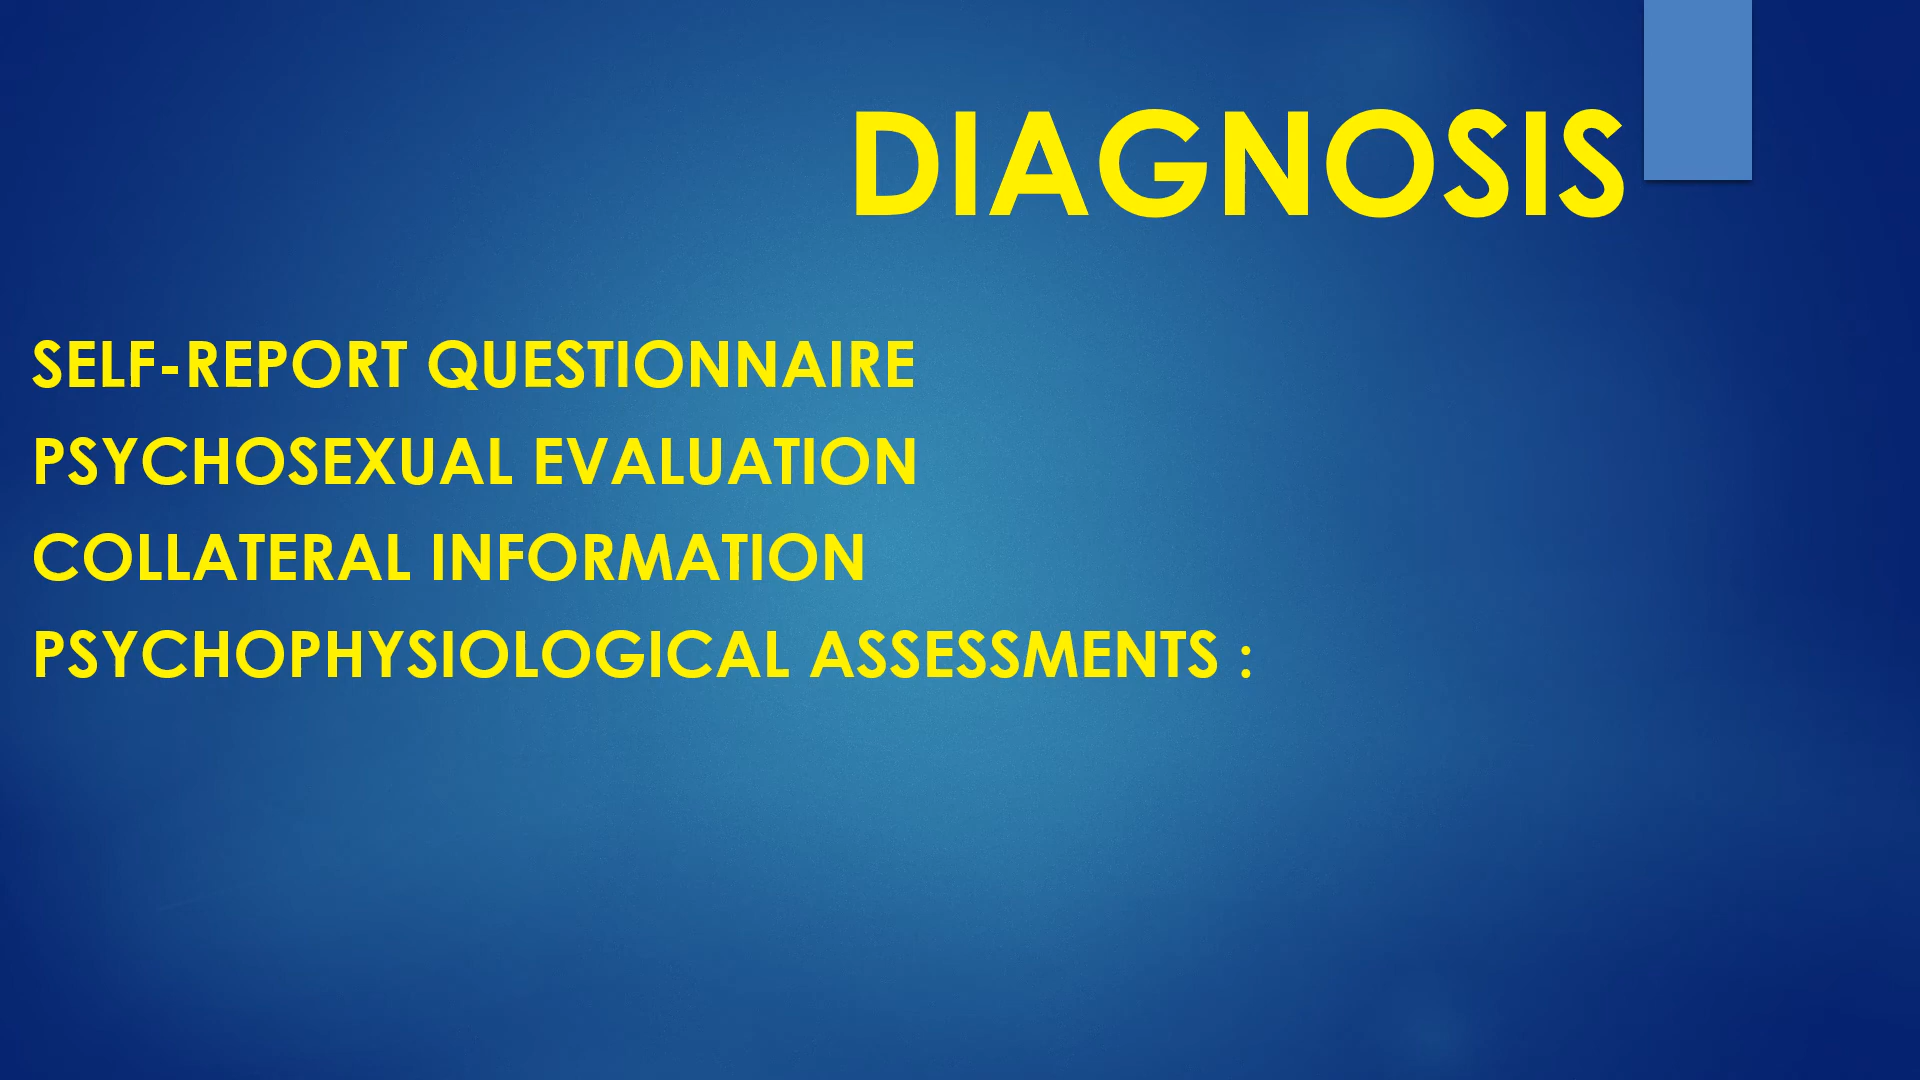 DIAGNOSIS
SELF-REPORT QUESTIONNAIRE
PSYCHOSEXUAL EVALUATION
COLLATERAL INFORMATION
PSYCHOPHYSIOLOGICAL ASSESSMENTS :